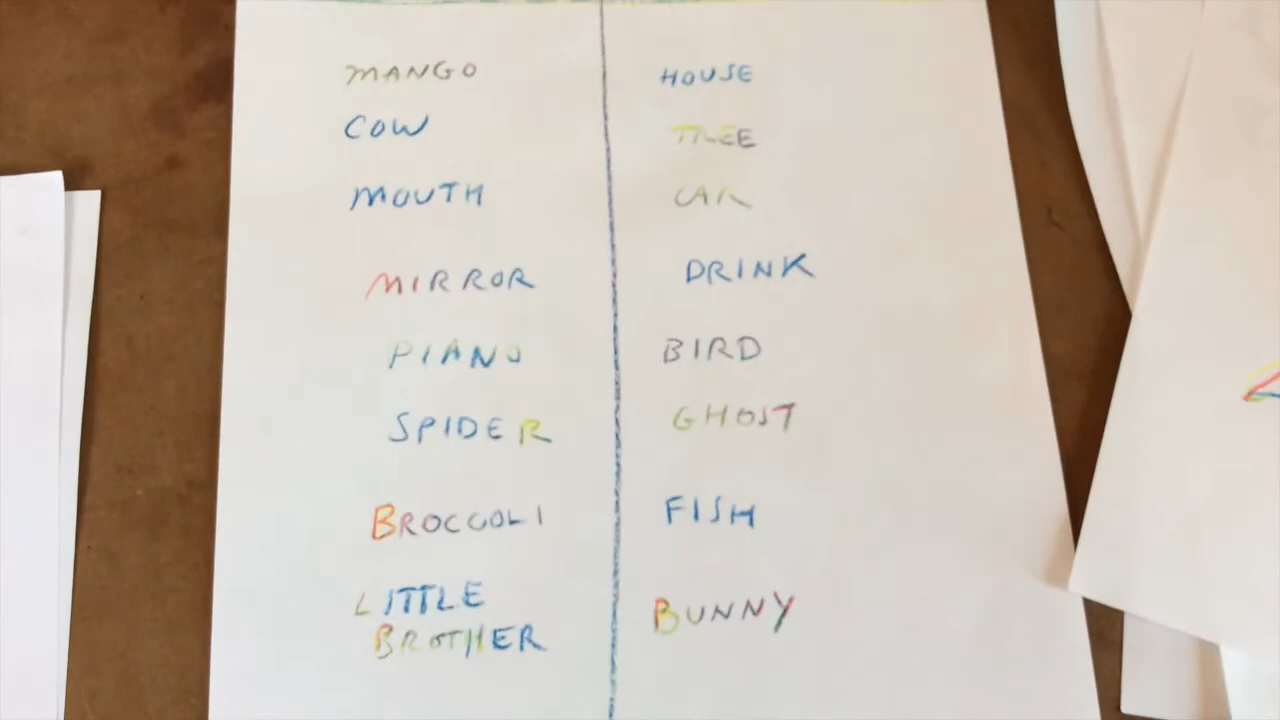 MANGO
COW
MOUTH
MIRROR
PIANO
SPIDER
BROCCOLI
LITTLE
BROTHER
HOUSE
TREE
CAR
DRINK
BIRD
GHOST
FISH
BUNNY